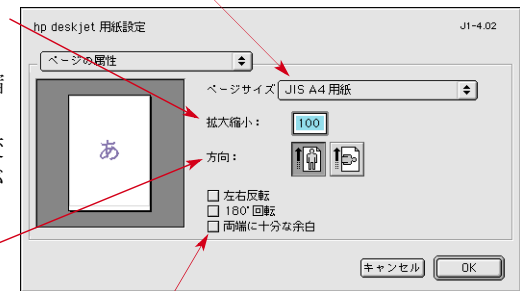 hp deskjet 用紙設定 J1-4.02
ページの属性
ページサイズ JIS A4 用紙
あ
拡大縮小： 100
方向：
左右反転
180°回転
両端に十分な余白
キャンセル OK